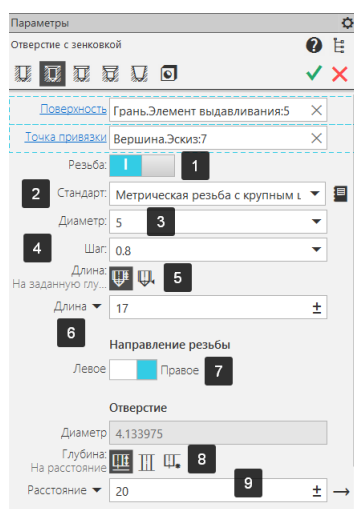 Параметры
Отверстие с зенковкой
Поверхность Грань.Элемент выдавливания:5
Точка привязки Вершина.Эскиз:7
Резьба: 1
2 Стандарт: Метрическая резьба с крупным ц
Диаметр: 5 3
4 Шаг: 0.8
Длина:
На заданную глу... 5
Длина 17 ±
6
Направление резьбы
Левое Правое 7
Отверстие
Диаметр 4.133975
Глубина:
На расстояние 8
Расстояние 20 9 ±